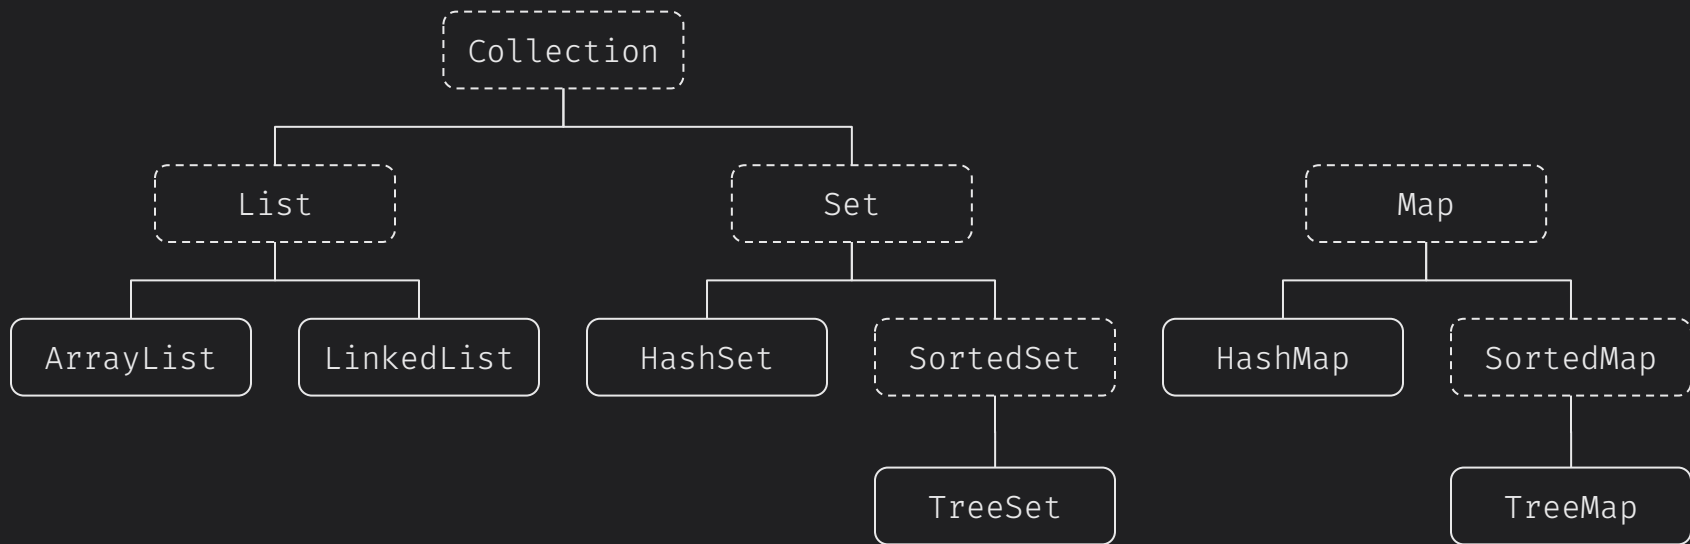 Collection
List
Set
Map
ArrayList
LinkedList
HashSet
SortedSet
HashMap
SortedMap
TreeSet
TreeMap